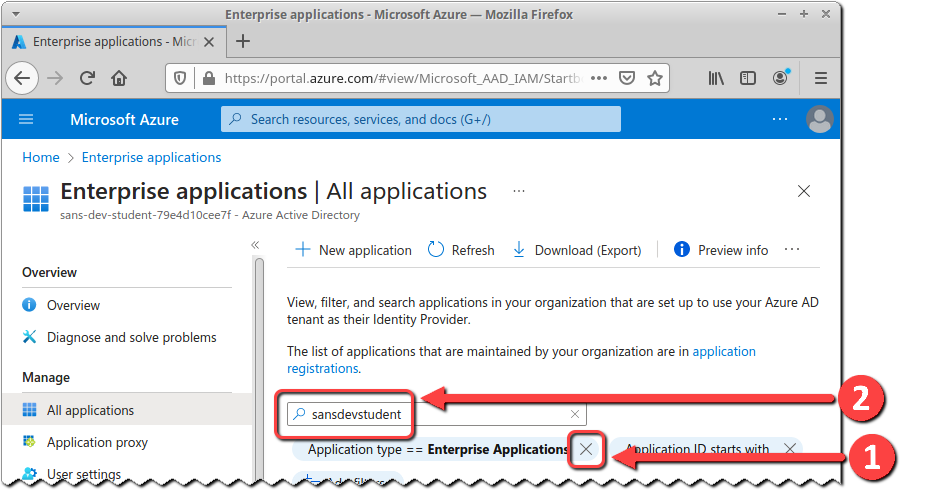 Enterprise applications - Microsoft Azure — Mozilla Firefox
Enterprise applications - Micr
https://portal.azure.com/#view/Microsoft_AAD_IAM/Startb
Microsoft Azure
Search resources, services, and docs (G+/)
Home > Enterprise applications
Enterprise applications | All applications
sans-dev-student-79e4d10cee7f - Azure Active Directory
New application
Refresh
Download (Export)
Preview info
Overview
Overview
Diagnose and solve problems
Manage
All applications
Application proxy
User settings
View, filter, and search applications in your organization that are set up to use your Azure AD
tenant as their Identity Provider.
The list of applications that are maintained by your organization are in application
registrations.
sansdevstudent
2
Application type == Enterprise Applications
Application ID starts with
1